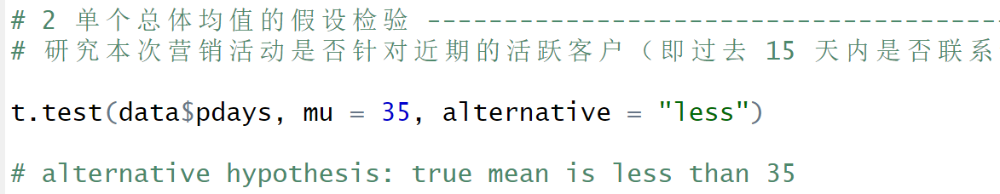 # 2 单个总体均值的假设检验 -----------------------------------
# 研究本次营销活动是否针对近期的活跃客户（即过去 15 天内是否联系
t.test(data$pdays, mu = 35, alternative = "less")
# alternative hypothesis: true mean is less than 35